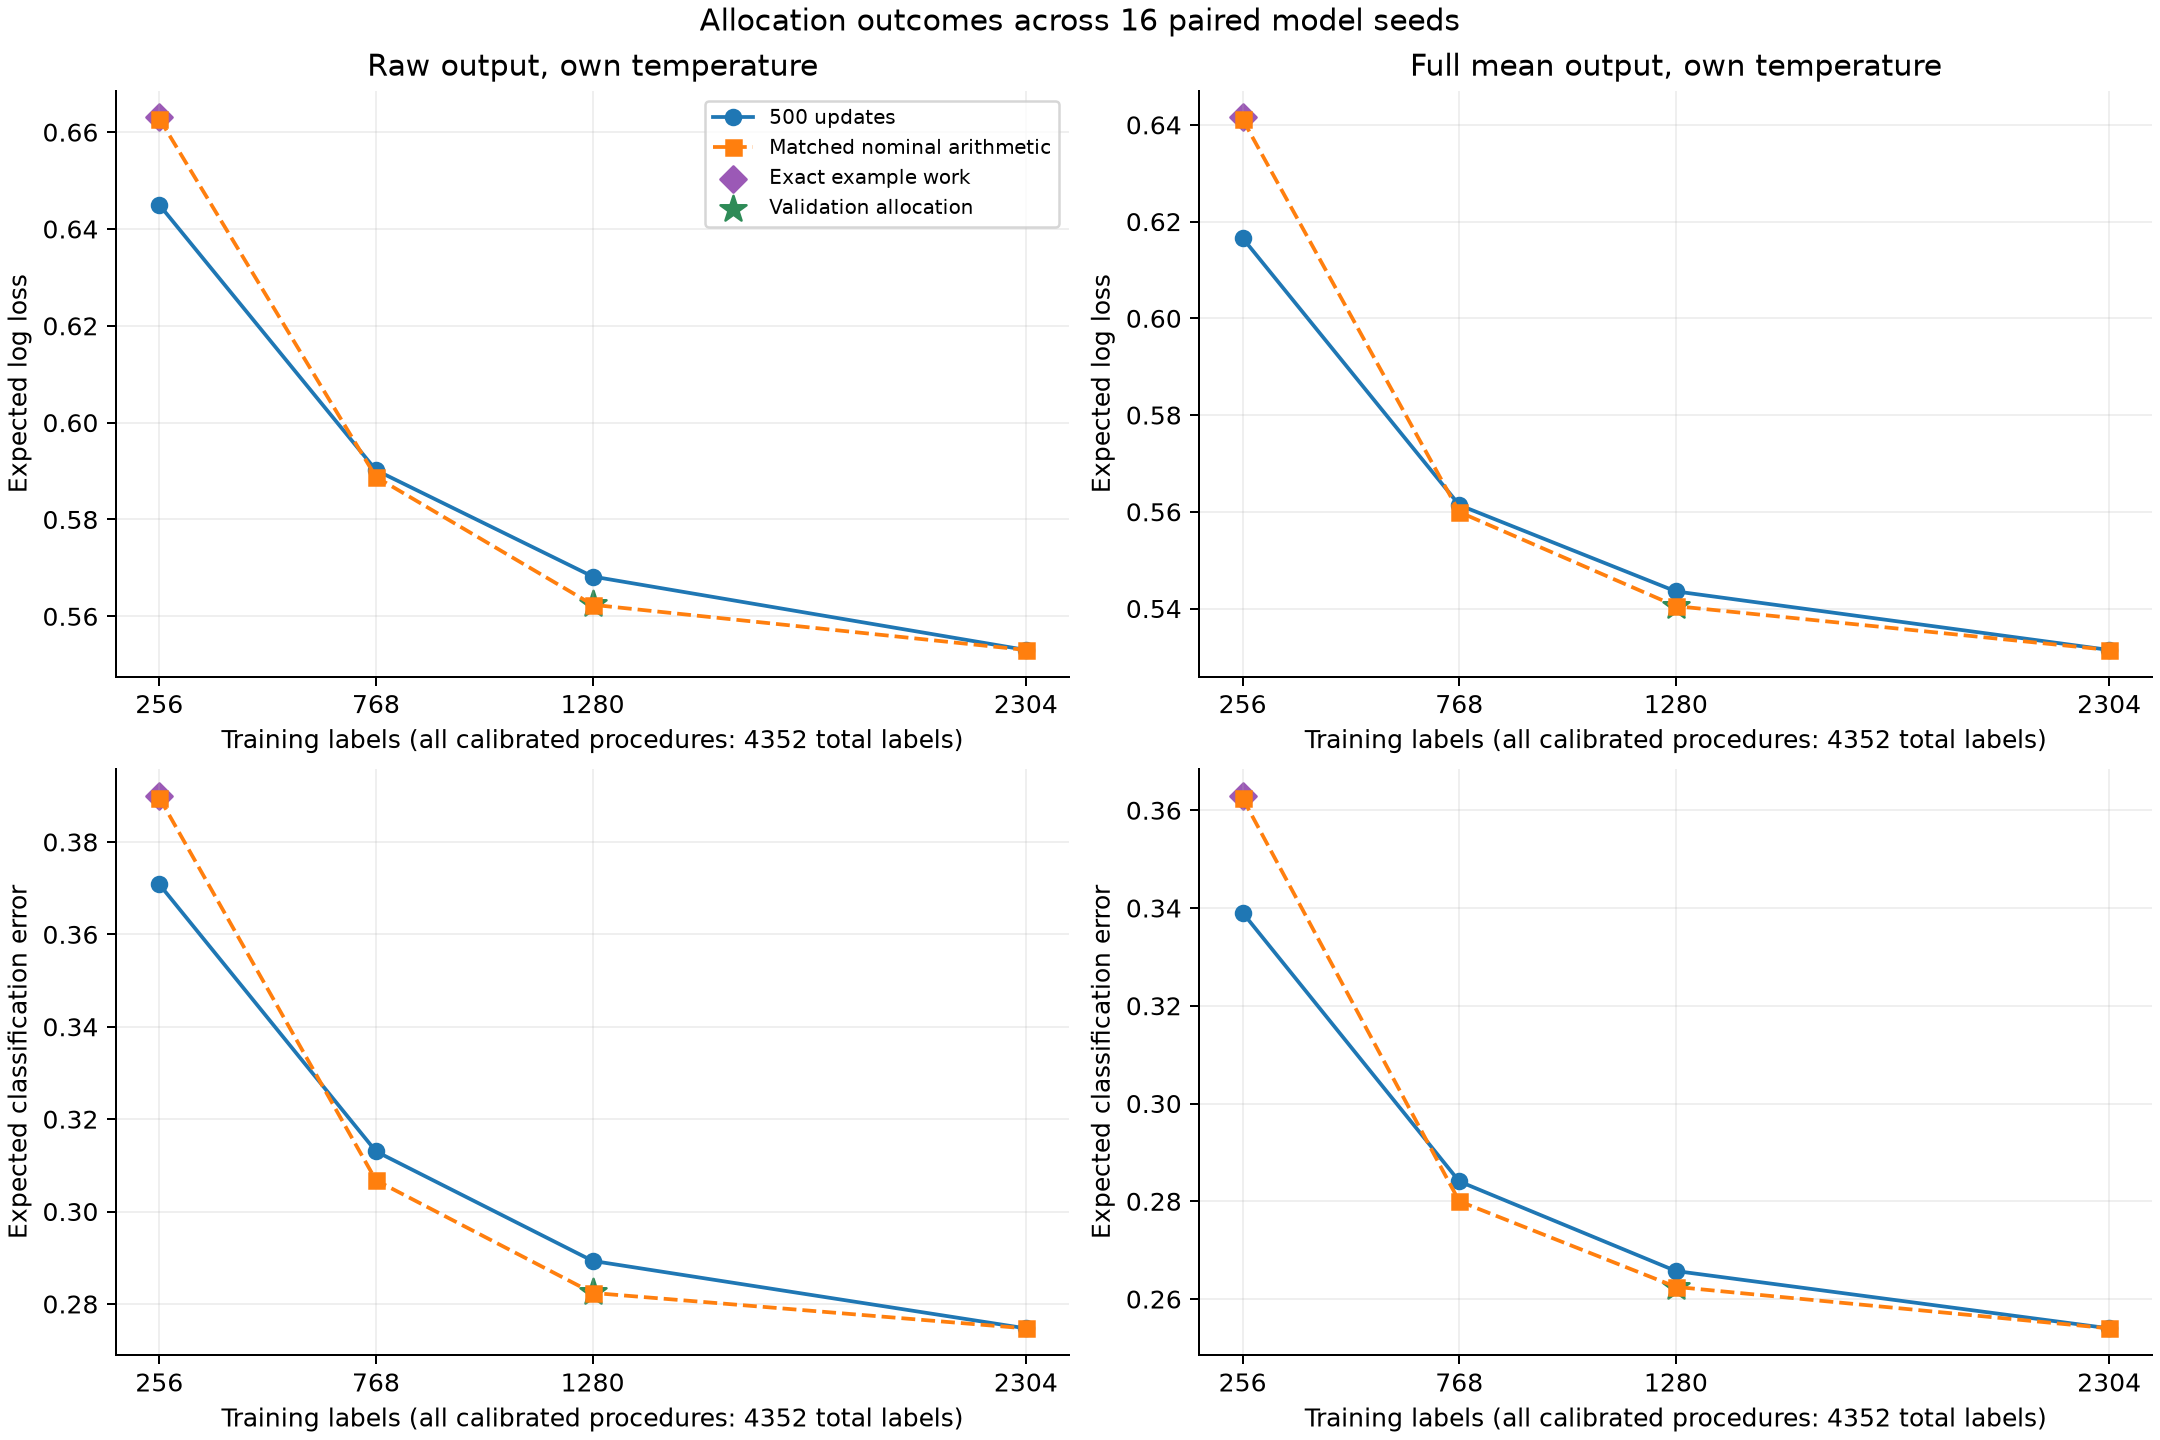 Allocation outcomes across 16 paired model seeds
Raw output, own temperature
Expected log loss
0.66
0.64
0.62
0.60
0.58
0.56
500 updates
Matched nominal arithmetic
Exact example work
Validation allocation
256 768 1280 2304
Training labels (all calibrated procedures: 4352 total labels)
Full mean output, own temperature
Expected log loss
0.64
0.62
0.60
0.58
0.56
0.54
256 768 1280 2304
Training labels (all calibrated procedures: 4352 total labels)
Expected classification error
0.38
0.36
0.34
0.32
0.30
0.28
256 768 1280 2304
Training labels (all calibrated procedures: 4352 total labels)
Expected classification error
0.36
0.34
0.32
0.30
0.28
0.26
256 768 1280 2304
Training labels (all calibrated procedures: 4352 total labels)